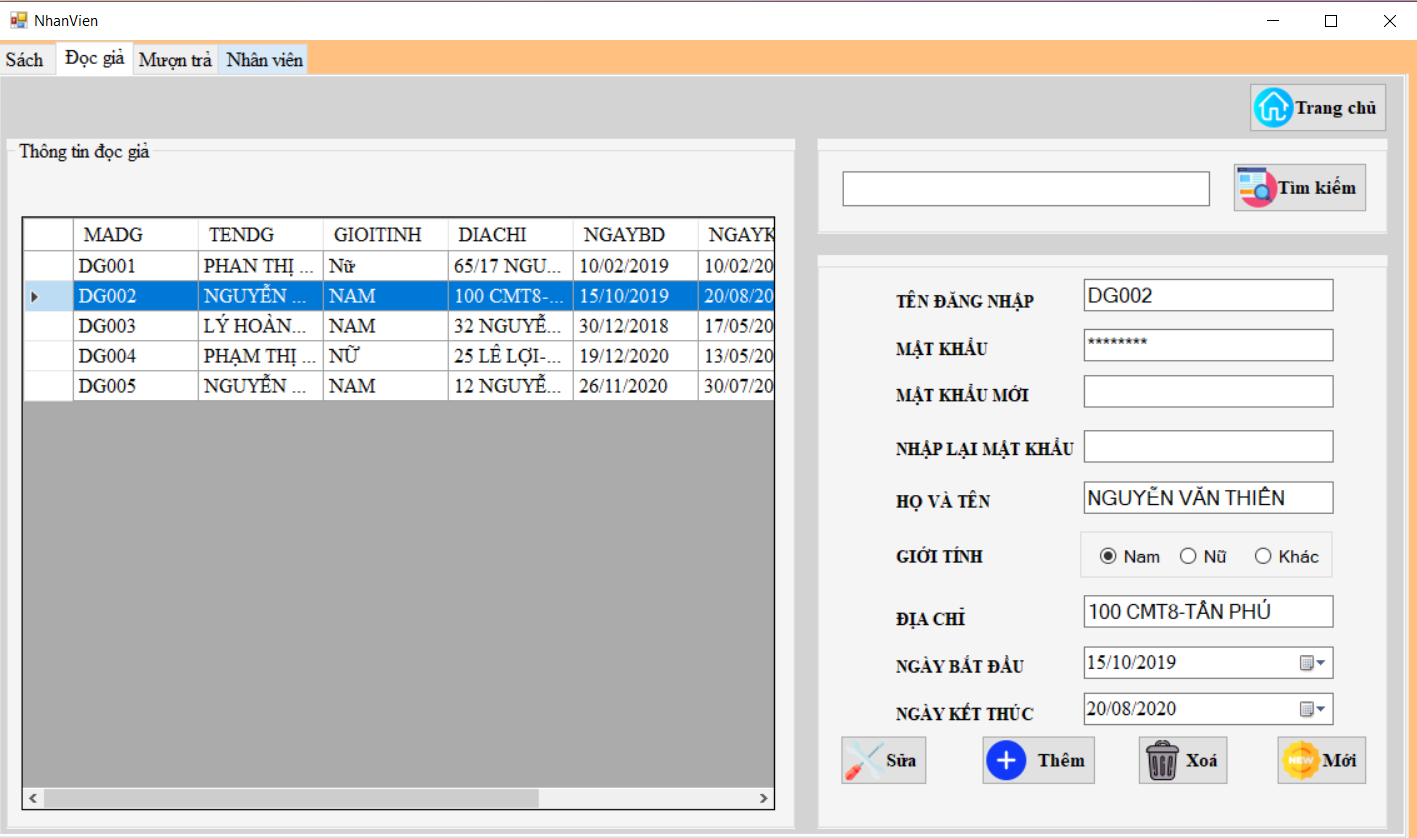 NhanVien
Sách Đọc giả Mượn trả Nhân viên
Trang chủ
Thông tin đọc giả
Tìm kiếm
MADG TENDG GIOITINH DIACHI NGAYBD NGAYK
DG001 PHAN THỊ ... Nữ 65/17 NGU... 10/02/2019 10/02/20
DG002 NGUYỄN ... NAM 100 CMT8-... 15/10/2019 20/08/20
DG003 LÝ HOÀN... NAM 32 NGUYỄ... 30/12/2018 17/05/20
DG004 PHẠM THỊ ... NỮ 25 LÊ LỢI-... 19/12/2020 13/05/20
DG005 NGUYỄN ... NAM 12 NGUYỄ... 26/11/2020 30/07/20
TÊN ĐĂNG NHẬP DG002
MẬT KHẨU ********
MẬT KHẨU MỚI
NHẬP LẠI MẬT KHẨU
HỌ VÀ TÊN NGUYỄN VĂN THIÊN
GIỚI TÍNH Nam Nữ Khác
ĐỊA CHỈ 100 CMT8-TÂN PHÚ
NGÀY BẮT ĐẦU 15/10/2019
NGÀY KẾT THÚC 20/08/2020
Sửa Thêm Xoá NEW Mới